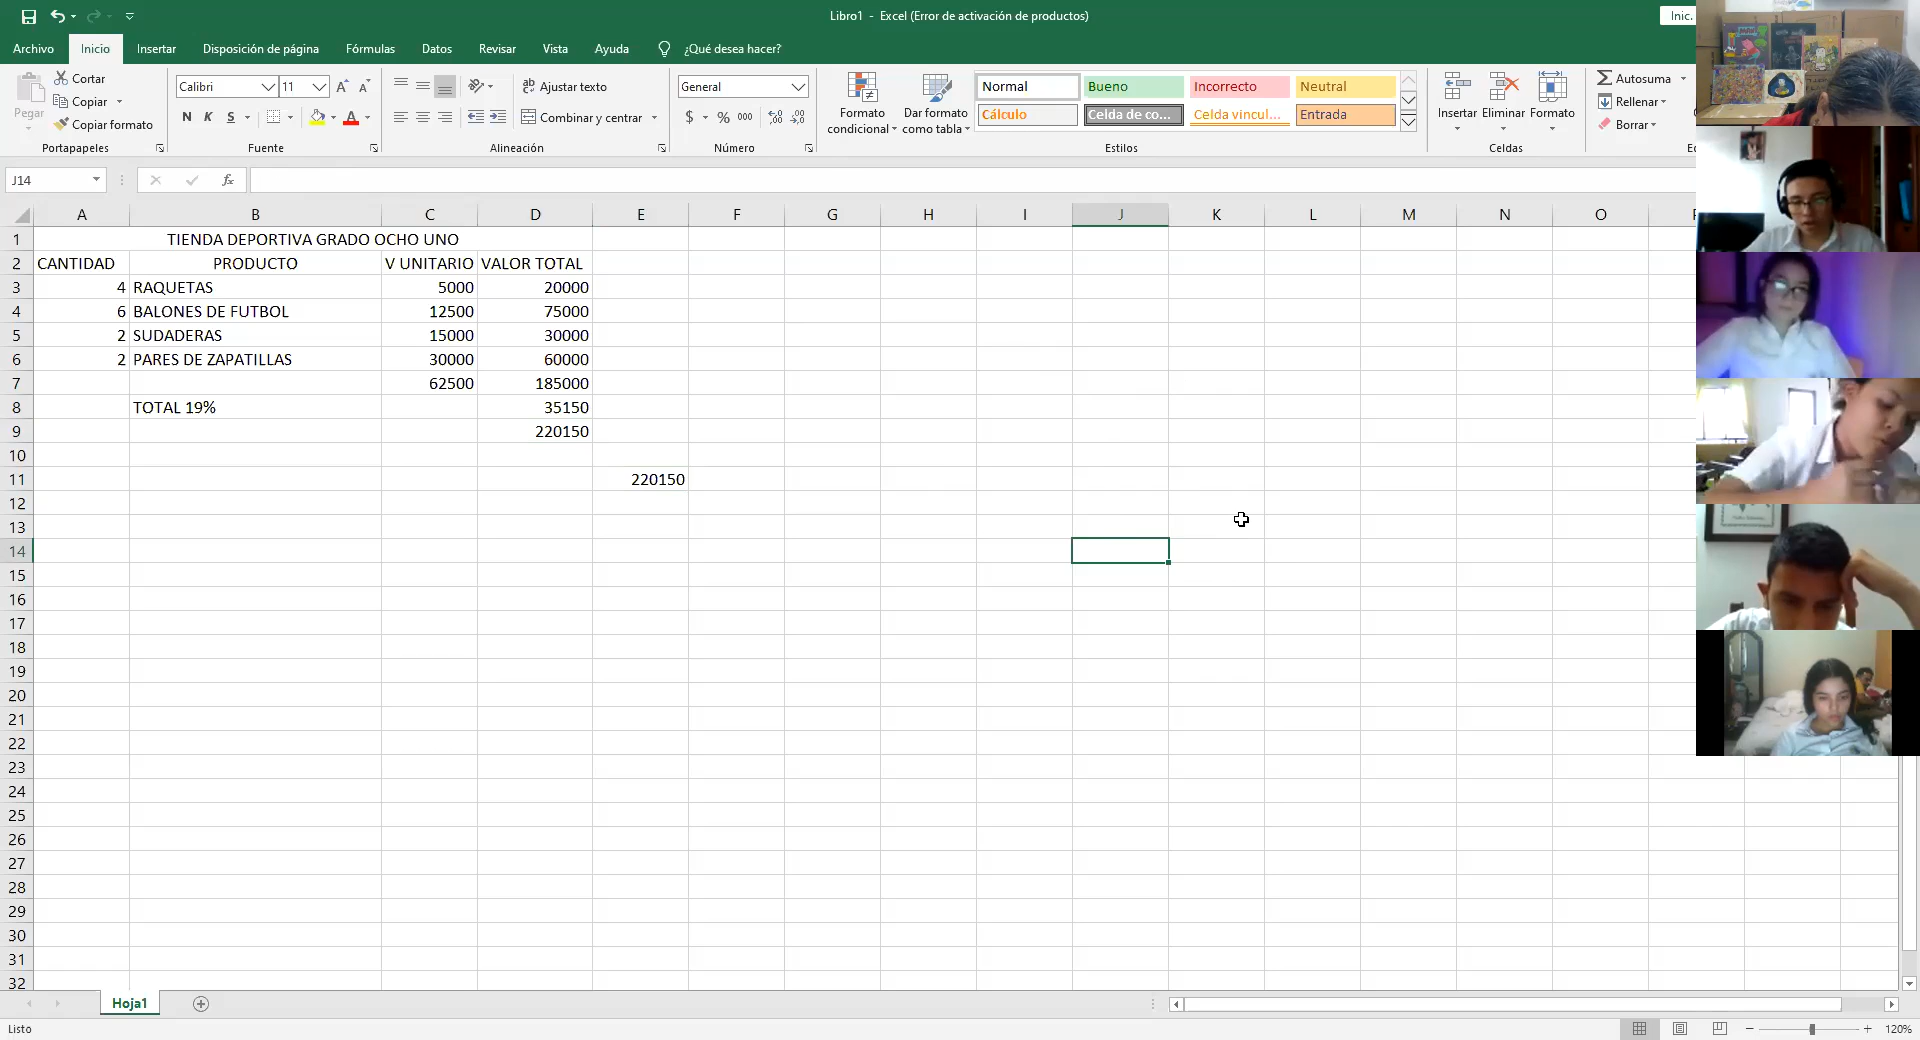 Libro1 - Excel (Error de activación de productos)
Inic.
Archivo Inicio Insertar Disposición de página Fórmulas Datos Revisar Vista Ayuda ¿Qué desea hacer?
Pegar
Cortar
Copiar
Copiar formato
Portapapeles
Calibri 11
N K S
Fuente
Ajustar texto
Combinar y centrar
Alineación
General
$ % 000
Número
Formato condicional
Dar formato como tabla
Normal Bueno Incorrecto Neutral
Cálculo Celda de co... Celda vincul... Entrada
Estilos
Insertar Eliminar Formato
Celdas
Autosuma
Rellenar
Borrar
J14
fx
A B C D E F G H I J K L M N O
1 TIENDA DEPORTIVA GRADO OCHO UNO
2 CANTIDAD PRODUCTO V UNITARIO VALOR TOTAL
3 4 RAQUETAS 5000 20000
4 6 BALONES DE FUTBOL 12500 75000
5 2 SUDADERAS 15000 30000
6 2 PARES DE ZAPATILLAS 30000 60000
7 62500 185000
8 TOTAL 19% 35150
9 220150
10
11 220150
12
13
14
15
16
17
18
19
20
21
22
23
24
25
26
27
28
29
30
31
32
Hoja1
Listo
120%